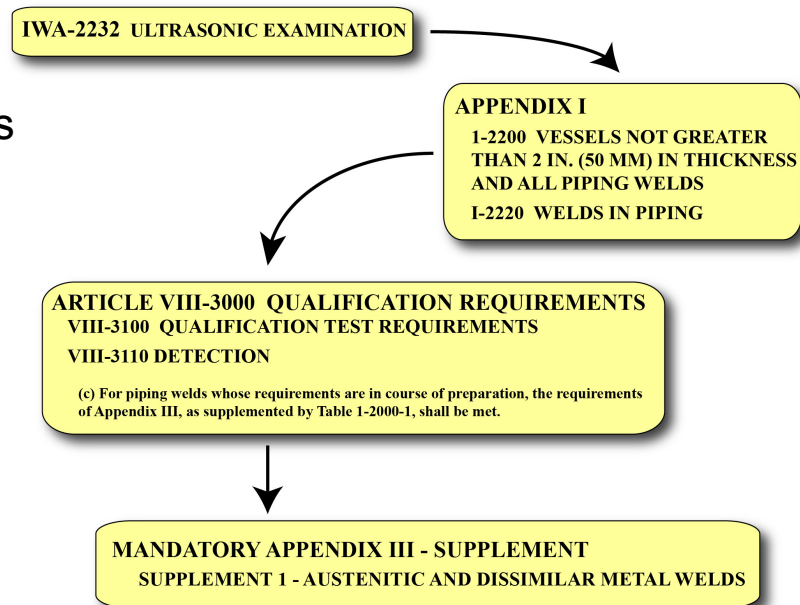 IWA-2232 ULTRASONIC EXAMINATION
s
APPENDIX I
1-2200 VESSELS NOT GREATER
THAN 2 IN. (50 MM) IN THICKNESS
AND ALL PIPING WELDS
I-2220 WELDS IN PIPING
ARTICLE VIII-3000 QUALIFICATION REQUIREMENTS
VIII-3100 QUALIFICATION TEST REQUIREMENTS
VIII-3110 DETECTION
(c) For piping welds whose requirements are in course of preparation, the requirements
of Appendix III, as supplemented by Table 1-2000-1, shall be met.
MANDATORY APPENDIX III - SUPPLEMENT
SUPPLEMENT 1 - AUSTENITIC AND DISSIMILAR METAL WELDS